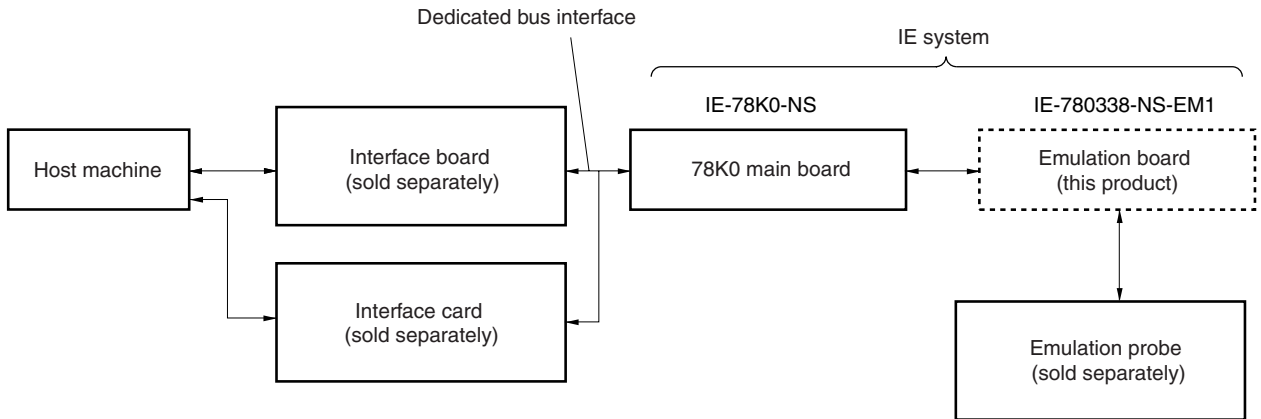 Dedicated bus interface
IE system
IE-78K0-NS
IE-780338-NS-EM1
Host machine
Interface board
(sold separately)
78K0 main board
Emulation board
(this product)
Interface card
(sold separately)
Emulation probe
(sold separately)